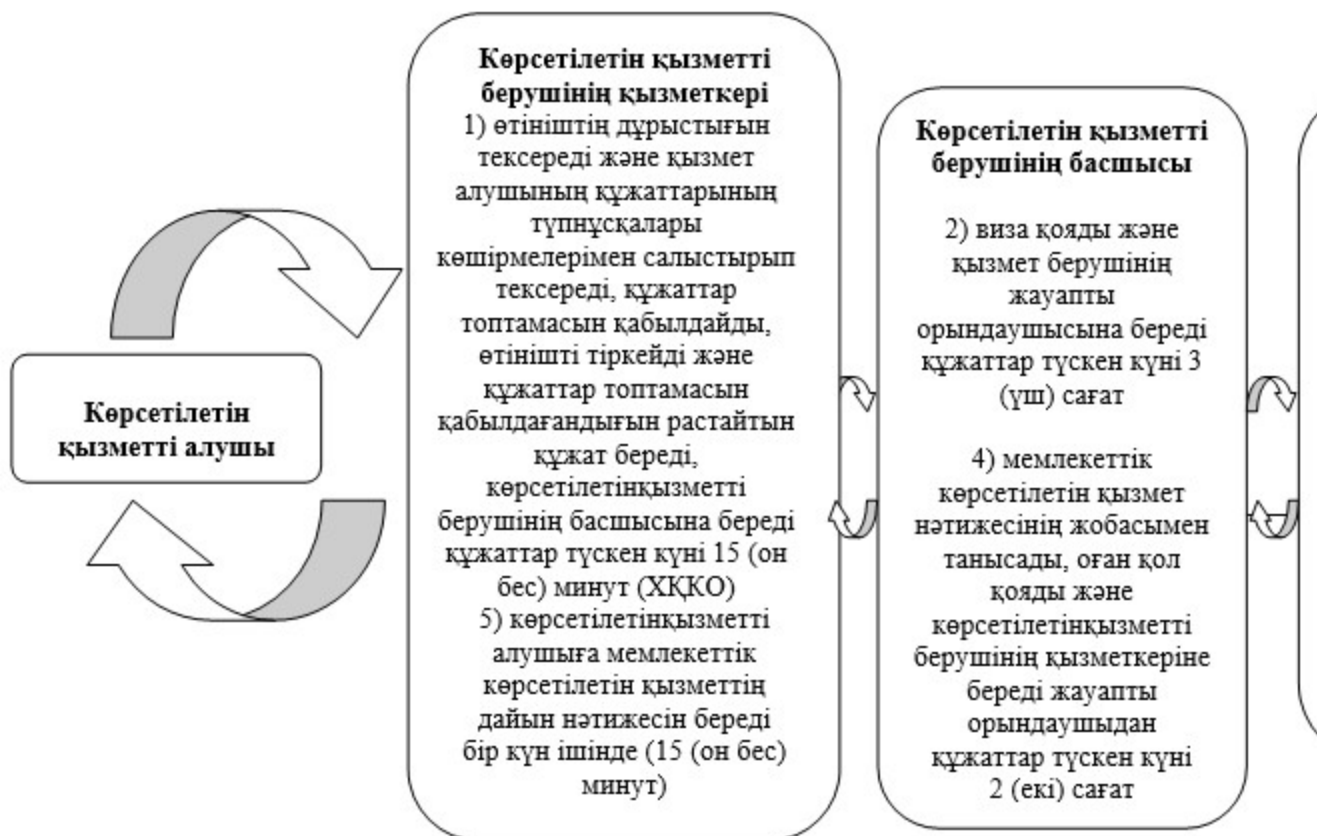 Көрсетілетін
қызметті алушы
Көрсетілетін қызметті
берушінің қызметкері
1) өтініштің дұрыстығын
тексереді және қызмет
алушының құжаттарының
түпнұсқалары
көшірмелерімен салыстырып
тексереді, құжаттар
топтамасын қабылдайды,
өтінішті тіркейді және
құжаттар топтамасын
қабылдағандығын растайтын
құжат береді,
көрсетілетінқызметті
берушінің басшысына береді
құжаттар түскен күні 15 (он
бес) минут (ХҚКО)
5) көрсетілетінқызметті
алушыға мемлекеттік
көрсетілетін қызметтің
дайын нәтижесін береді
бір күн ішінде (15 (он бес)
минут)
Көрсетілетін қызметті
берушінің басшысы
2) виза қояды және
қызмет берушінің
жауапты
орындаушысына береді
құжаттар түскен күні 3
(үш) сағат
4) мемлекеттік
көрсетілетін қызмет
нәтижесінің жобасымен
танысады, оған қол
қояды және
көрсетілетінқызметті
берушінің қызметкеріне
береді жауапты
орындаушыдан
құжаттар түскен күні
2 (екі) сағат